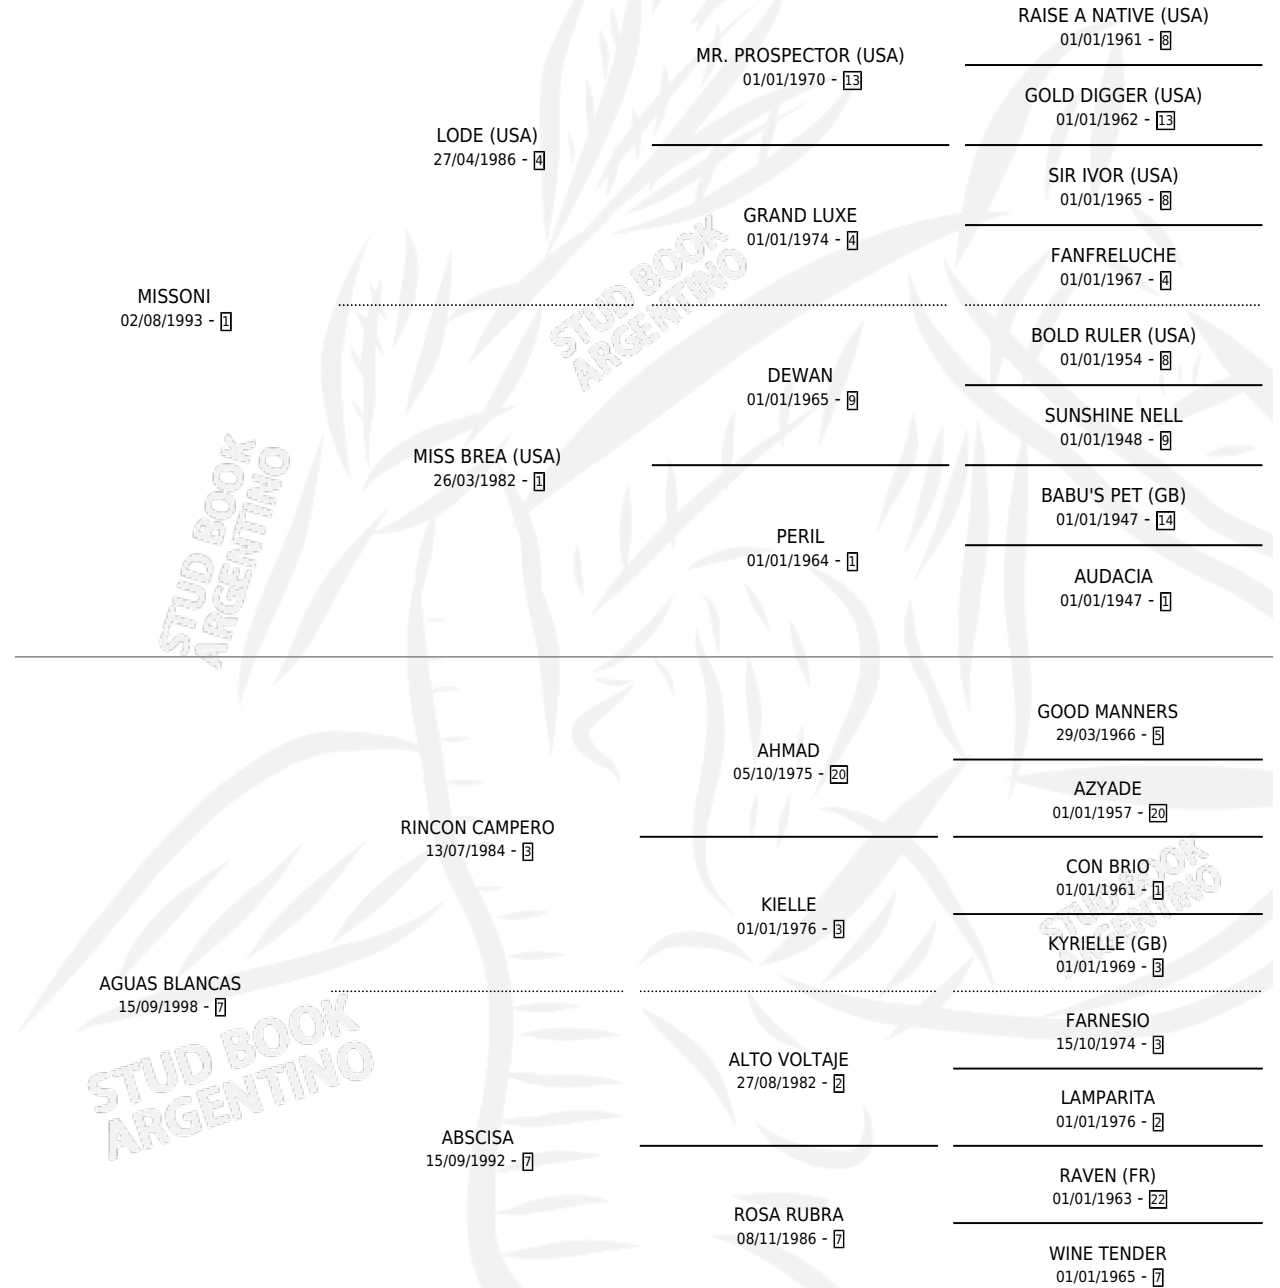 RAISE A NATIVE (USA)
01/01/1961 - 8
MR. PROSPECTOR (USA)
01/01/1970 - 13
GOLD DIGGER (USA)
01/01/1962 - 13
LODE (USA)
27/04/1986 - 4
SIR IVOR (USA)
01/01/1965 - 8
GRAND LUXE
01/01/1974 - 4
FANFRELUCHE
01/01/1967 - 4
MISSONI
02/08/1993 - 1
BOLD RULER (USA)
01/01/1954 - 8
DEWAN
01/01/1965 - 9
SUNSHINE NELL
01/01/1948 - 9
MISS BREA (USA)
26/03/1982 - 1
BABU'S PET (GB)
01/01/1947 - 14
PERIL
01/01/1964 - 1
AUDACIA
01/01/1947 - 1
STUD BOOK
ARGENTINO
STUD BOOK
ARGENTINO
GOOD MANNERS
29/03/1966 - 5
AHMAD
05/10/1975 - 20
AZYADE
01/01/1957 - 20
RINCON CAMPERO
13/07/1984 - 3
CON BRIO
01/01/1961 - 1
KIELLE
01/01/1976 - 3
KYRIELLE (GB)
01/01/1969 - 3
STUD BOOK
ARGENTINO
AGUAS BLANCAS
15/09/1998 - 7
FARNESIO
15/10/1974 - 3
ALTO VOLTAJE
27/08/1982 - 2
LAMPARITA
01/01/1976 - 2
STUD BOOK
ARGENTINO
ABSCISA
15/09/1992 - 7
RAVEN (FR)
01/01/1963 - 22
ROSA RUBRA
08/11/1986 - 7
WINE TENDER
01/01/1965 - 7